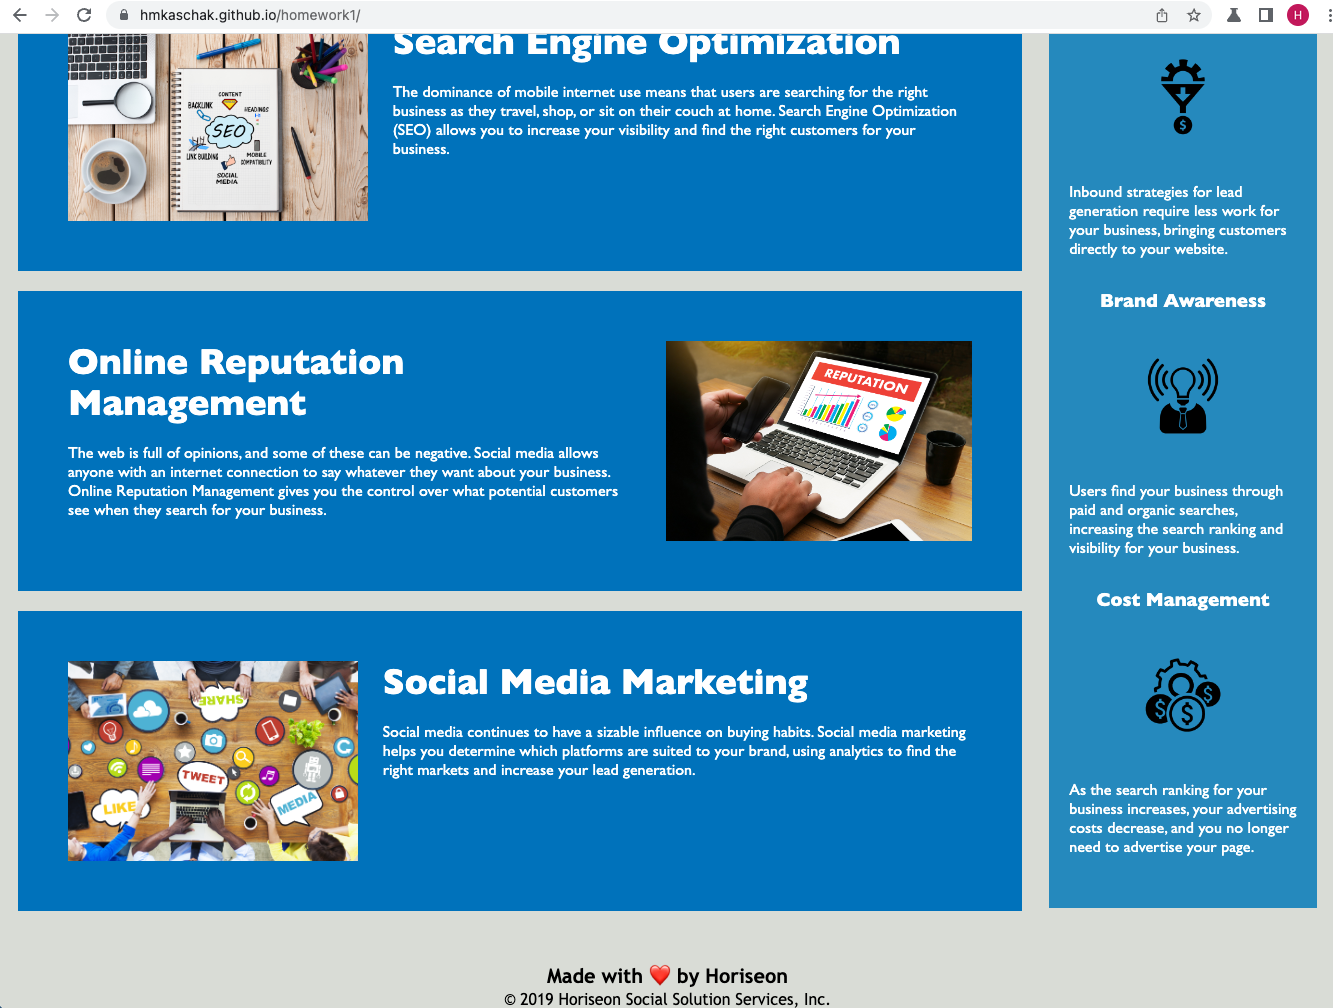 hmkaschak.github.io/homework1/
H
Search Engine Optimization
The dominance of mobile internet use means that users are searching for the right
business as they travel, shop, or sit on their couch at home. Search Engine Optimization
(SEO) allows you to increase your visibility and find the right customers for your
business.
CONTENT
BACKLINK
HEADINGS
SEO
LINK BUILDING
MOBILE
COMPATIBILITY
SOCIAL
MEDIA
Online Reputation
Management
The web is full of opinions, and some of these can be negative. Social media allows
anyone with an internet connection to say whatever they want about your business.
Online Reputation Management gives you the control over what potential customers
see when they search for your business.
REPUTATION
SHARE
TWEET
LIKE
MEDIA
Social Media Marketing
Social media continues to have a sizable influence on buying habits. Social media marketing
helps you determine which platforms are suited to your brand, using analytics to find the
right markets and increase your lead generation.
$
Inbound strategies for lead
generation require less work for
your business, bringing customers
directly to your website.
Brand Awareness
Users find your business through
paid and organic searches,
increasing the search ranking and
visibility for your business.
Cost Management
$ $ $
As the search ranking for your
business increases, your advertising
costs decrease, and you no longer
need to advertise your page.
Made with ❤️ by Horiseon
© 2019 Horiseon Social Solution Services, Inc.